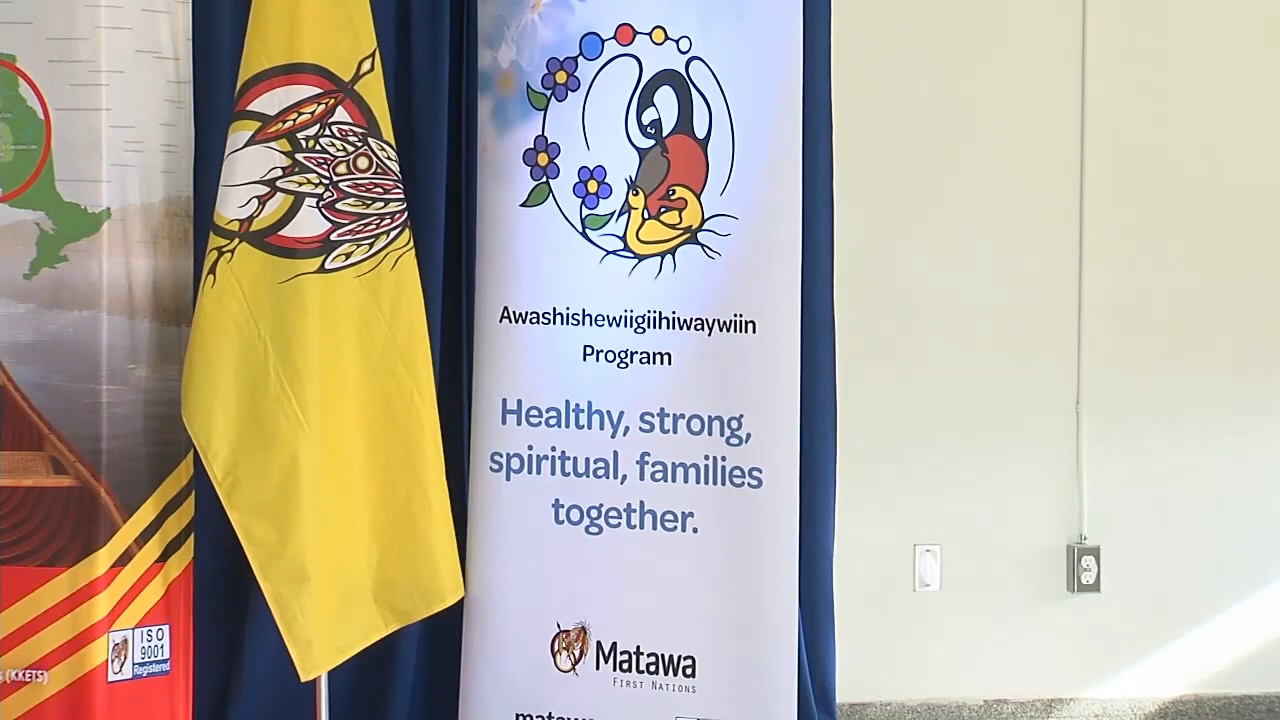 (KKETS)
ISO
9001
Registered
Awashishewiigiihiwaywiin
Program
Healthy, strong,
spiritual, families
together.
Matawa
FIRST NATIONS